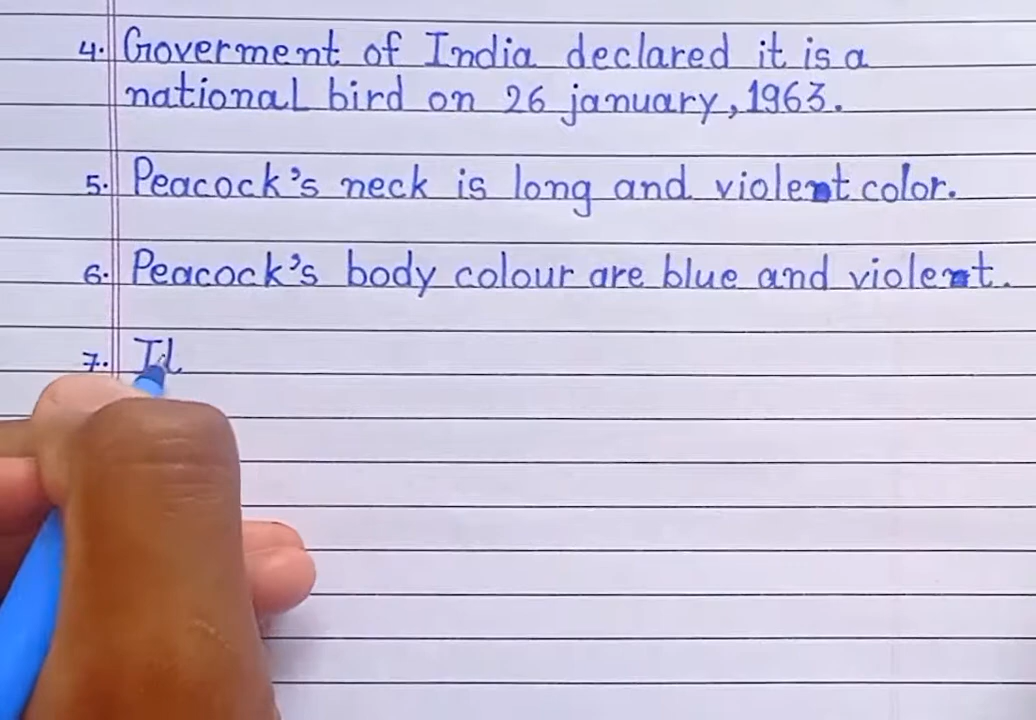 4. Goverment of India declared it is a
national bird on 26 january, 1963.
5. Peacock's neck is long and violent color.
6. Peacock's body colour are blue and violent.
7.